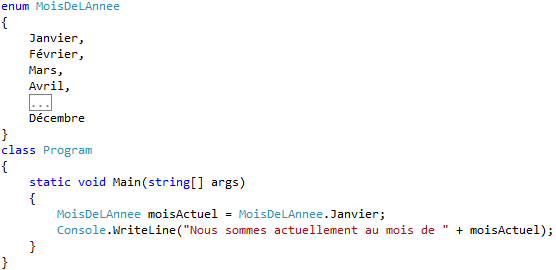 enum MoisDeLAnnee
{
    Janvier,
    Février,
    Mars,
    Avril,
    ...
    Décembre
}
class Program
{
    static void Main(string[] args)
    {
        MoisDeLAnnee moisActuel = MoisDeLAnnee.Janvier;
        Console.WriteLine("Nous sommes actuellement au mois de " + moisActuel);
    }
}